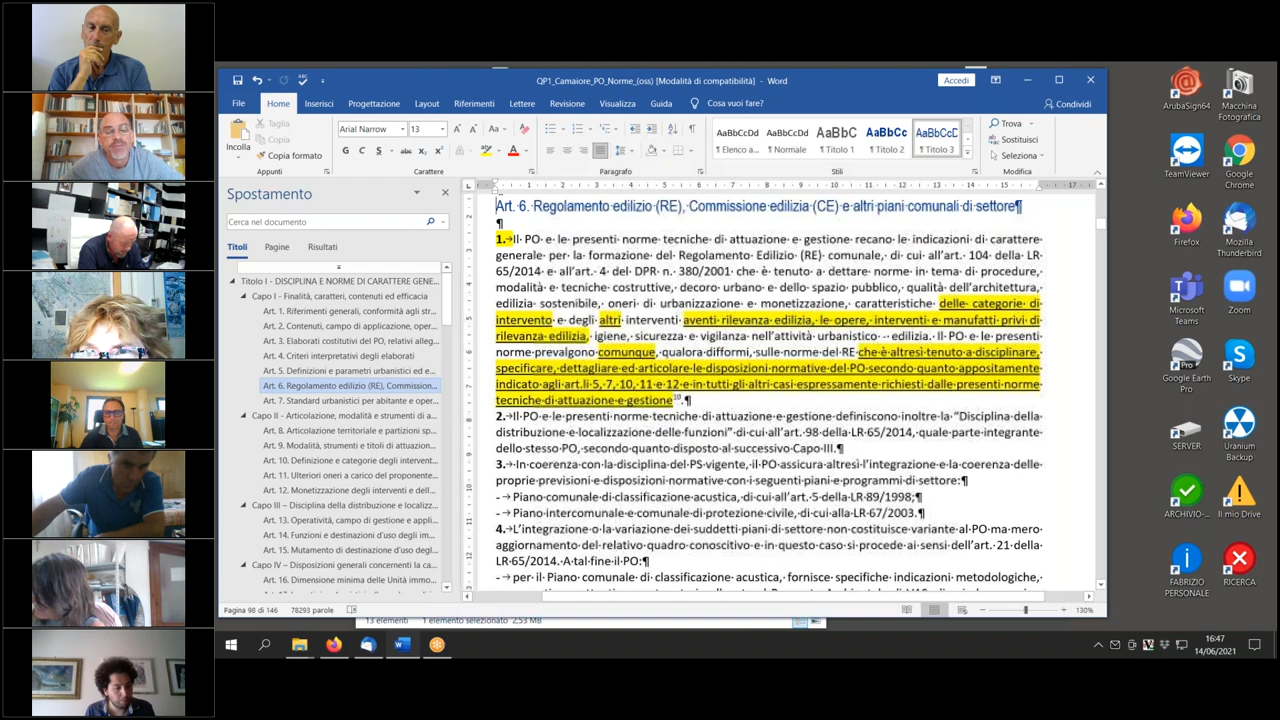 QP1_Camaiore_PO_Norme_(oss) [Modalità di compatibilità] - Word
Accedi
File Home Inserisci Progettazione Layout Riferimenti Lettere Revisione Visualizza Guida Cosa vuoi fare? Condividi
Incolla
Taglia
Copia
Copia formato
Arial Narrow 13
G C S abc
AaBbCcDd AaBbCcDd AaBbC AaBbCc AaBbCcD
¶ Elenco a... ¶ Normale ¶ Titolo 1 ¶ Titolo 2 ¶ Titolo 3
Trova
Sostituisci
Seleziona
Appunti Carattere Paragrafo Stili Modifica
Spostamento
Cerca nel documento
Titoli Pagine Risultati
Titolo I - DISCIPLINA E NORME DI CARATTERE GENE...
Capo I - Finalità, caratteri, contenuti ed efficacia
Art. 1. Riferimenti generali, conformità agli str...
Art. 2. Contenuti, campo di applicazione, oper...
Art. 3. Elaborati costitutivi del PO, relativi alleg...
Art. 4. Criteri interpretativi degli elaborati
Art. 5. Definizioni e parametri urbanistici ed e...
Art. 6. Regolamento edilizio (RE), Commission...
Art. 7. Standard urbanistici per abitante e oper...
Capo II - Articolazione, modalità e strumenti di a...
Art. 8. Articolazione territoriale e partizioni sp...
Art. 9. Modalità, strumenti e titoli di attuazion...
Art. 10. Definizione e categorie degli intervent...
Art. 11. Ulteriori oneri a carico del proponente...
Art. 12. Monetizzazione degli interventi e dell...
Capo III – Disciplina della distribuzione e localizz...
Art. 13. Operatività, campo di gestione e appli...
Art. 14. Funzioni e destinazioni d'uso degli im...
Art. 15. Mutamento di destinazione d'uso degl...
Capo IV – Disposizioni generali concernenti la ca...
Art. 16. Dimensione minima delle Unità immo...
Art. 6. Regolamento edilizio (RE), Commissione edilizia (CE) e altri piani comunali di settore¶
¶
1.→Il PO e le presenti norme tecniche di attuazione e gestione recano le indicazioni di carattere
generale per la formazione del Regolamento Edilizio (RE) comunale, di cui all'art. 104 della LR
65/2014 e all'art. 4 del DPR n. 380/2001 che è tenuto a dettare norme in tema di procedure,
modalità e tecniche costruttive, decoro urbano e dello spazio pubblico, qualità dell'architettura,
edilizia sostenibile, oneri di urbanizzazione e monetizzazione, caratteristiche delle categorie di
intervento e degli altri interventi aventi rilevanza edilizia, le opere, interventi e manufatti privi di
rilevanza edilizia, igiene, sicurezza e vigilanza nell'attività urbanistico - edilizia. Il PO e le presenti
norme prevalgono comunque, qualora difformi, sulle norme del RE che è altresì tenuto a disciplinare,
specificare, dettagliare ed articolare le disposizioni normative del PO secondo quanto appositamente
indicato agli art.li 5, 7, 10, 11 e 12 e in tutti gli altri casi espressamente richiesti dalle presenti norme
tecniche di attuazione e gestione10.¶
2.→Il PO e le presenti norme tecniche di attuazione e gestione definiscono inoltre la “Disciplina della
distribuzione e localizzazione delle funzioni” di cui all'art. 98 della LR 65/2014, quale parte integrante
dello stesso PO, secondo quanto disposto al successivo Capo III.¶
3.→In coerenza con la disciplina del PS vigente, il PO assicura altresì l'integrazione e la coerenza delle
proprie previsioni e disposizioni normative con i seguenti piani e programmi di settore:¶
-→Piano comunale di classificazione acustica, di cui all'art. 5 della LR 89/1998;¶
-→Piano intercomunale e comunale di protezione civile, di cui alla LR 67/2003.¶
4.→L'integrazione o la variazione dei suddetti piani di settore non costituisce variante al PO ma mero
aggiornamento del relativo quadro conoscitivo e in questo caso si procede ai sensi dell'art. 21 della
LR 65/2014. A tal fine il PO:¶
-→per il Piano comunale di classificazione acustica, fornisce specifiche indicazioni metodologiche,
Pagina 98 di 146 78293 parole 130%
13 elementi 1 elemento selezionato 2,53 MB
16:47
14/06/2021
ArubaSign64
Macchina Fotografica
TeamViewer
Google Chrome
Firefox
Mozilla Thunderbird
Microsoft Teams
Zoom
Google Earth Pro
Skype
SERVER
Uranium Backup
ARCHIVIO-...
Il mio Drive
FABRIZIO PERSONALE
RICERCA